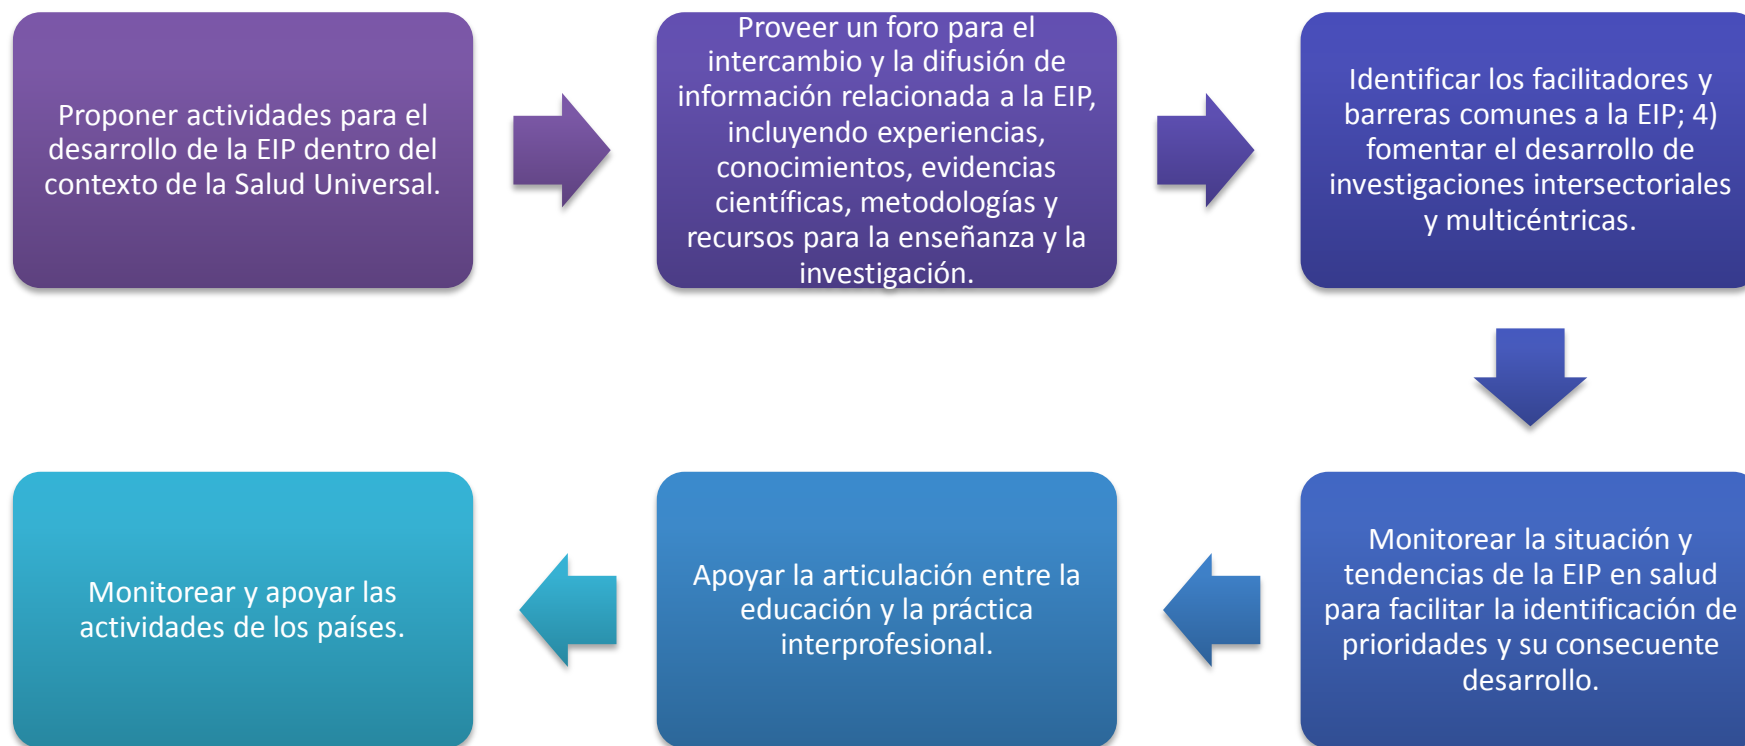 Proponer actividades para el
desarrollo de la EIP dentro del
contexto de la Salud Universal.
Proveer un foro para el
intercambio y la difusión de
información relacionada a la EIP,
incluyendo experiencias,
conocimientos, evidencias
científicas, metodologías y
recursos para la enseñanza y la
investigación.
Identificar los facilitadores y
barreras comunes a la EIP; 4)
fomentar el desarrollo de
investigaciones intersectoriales
y multicéntricas.
Monitorear la situación y
tendencias de la EIP en salud
para facilitar la identificación de
prioridades y su consecuente
desarrollo.
Apoyar la articulación entre la
educación y la práctica
interprofesional.
Monitorear y apoyar las
actividades de los países.